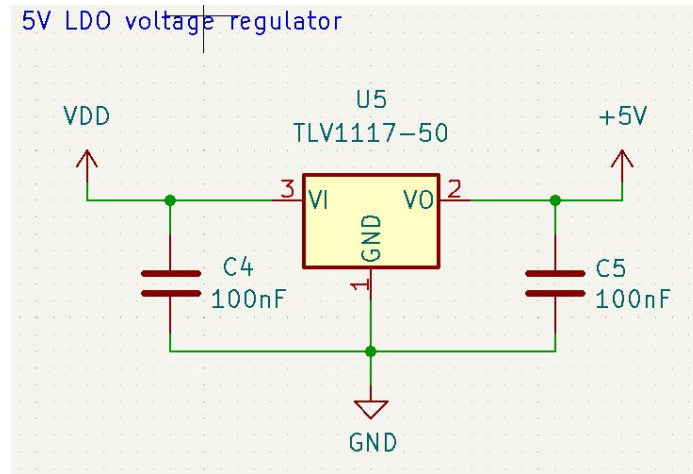 5V LDO voltage regulator
U5
VDD
TLV1117-50
+5V
3 VI VO 2
GND
1
C4
100nF
C5
100nF
GND